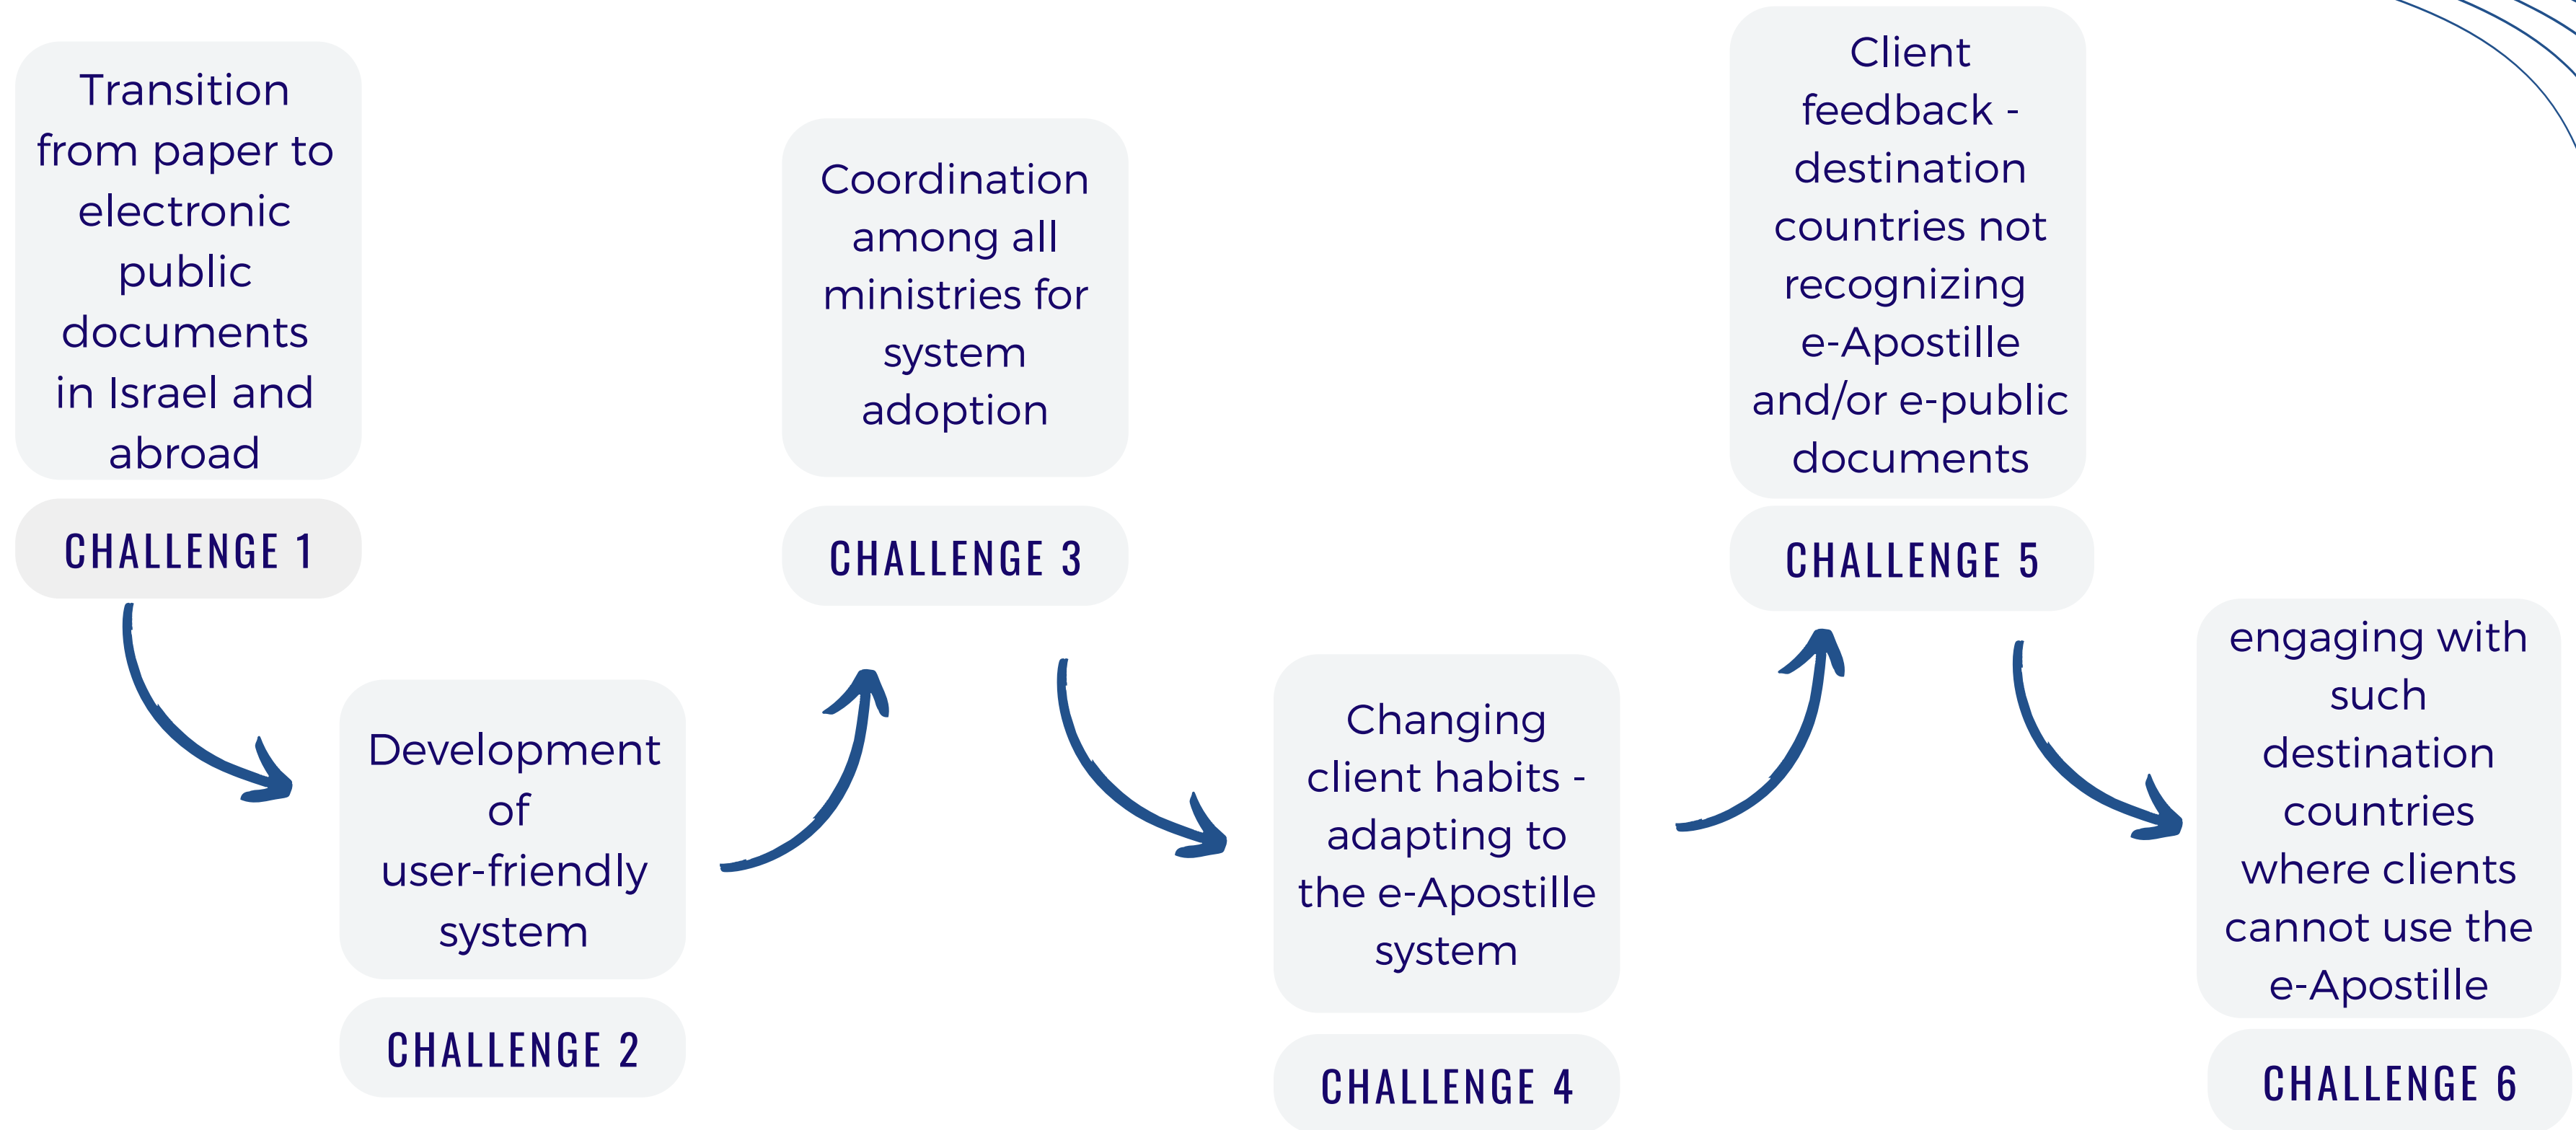 Transition
from paper to
electronic
public
documents
in Israel and
abroad
CHALLENGE 1
Development
of
user-friendly
system
CHALLENGE 2
Coordination
among all
ministries for
system
adoption
CHALLENGE 3
Changing
client habits -
adapting to
the e-Apostille
system
CHALLENGE 4
Client
feedback -
destination
countries not
recognizing
e-Apostille
and/or e-public
documents
CHALLENGE 5
engaging with
such
destination
countries
where clients
cannot use the
e-Apostille
CHALLENGE 6